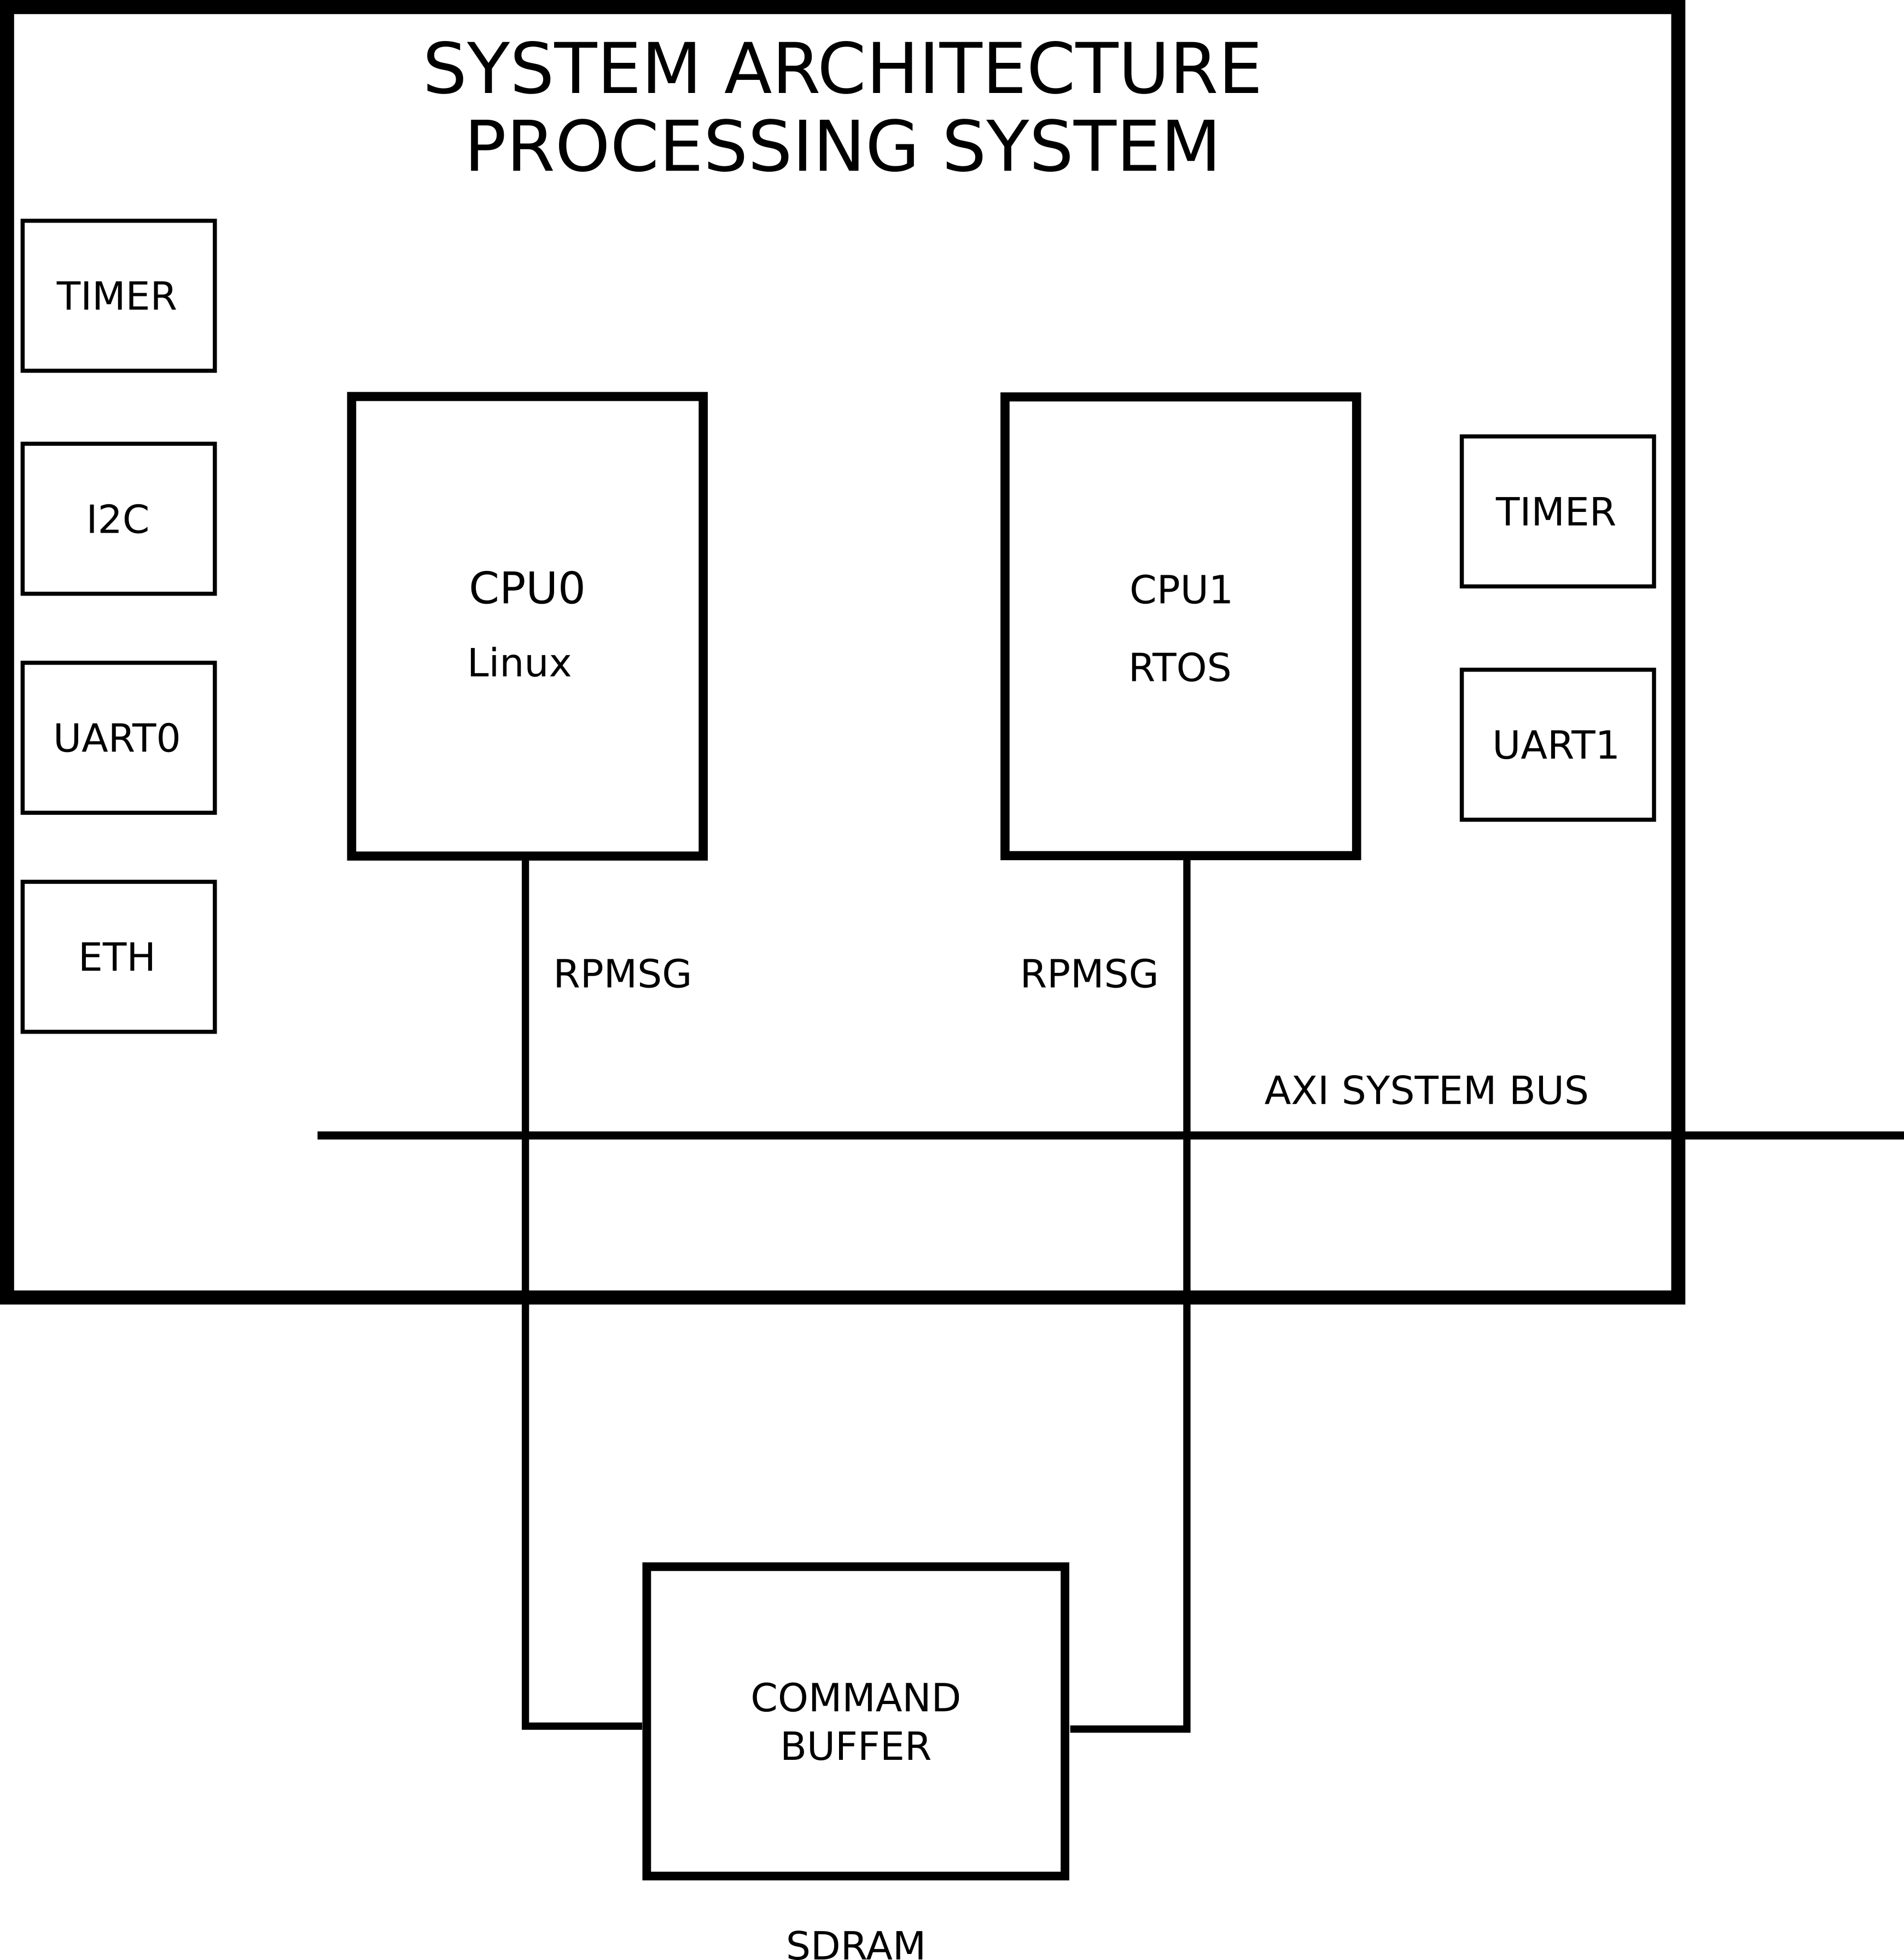 SYSTEM ARCHITECTURE
PROCESSING SYSTEM
TIMER
I2C
UART0
ETH
CPU0
Linux
CPU1
RTOS
TIMER
UART1
RPMSG
RPMSG
AXI SYSTEM BUS
COMMAND
BUFFER
SDRAM